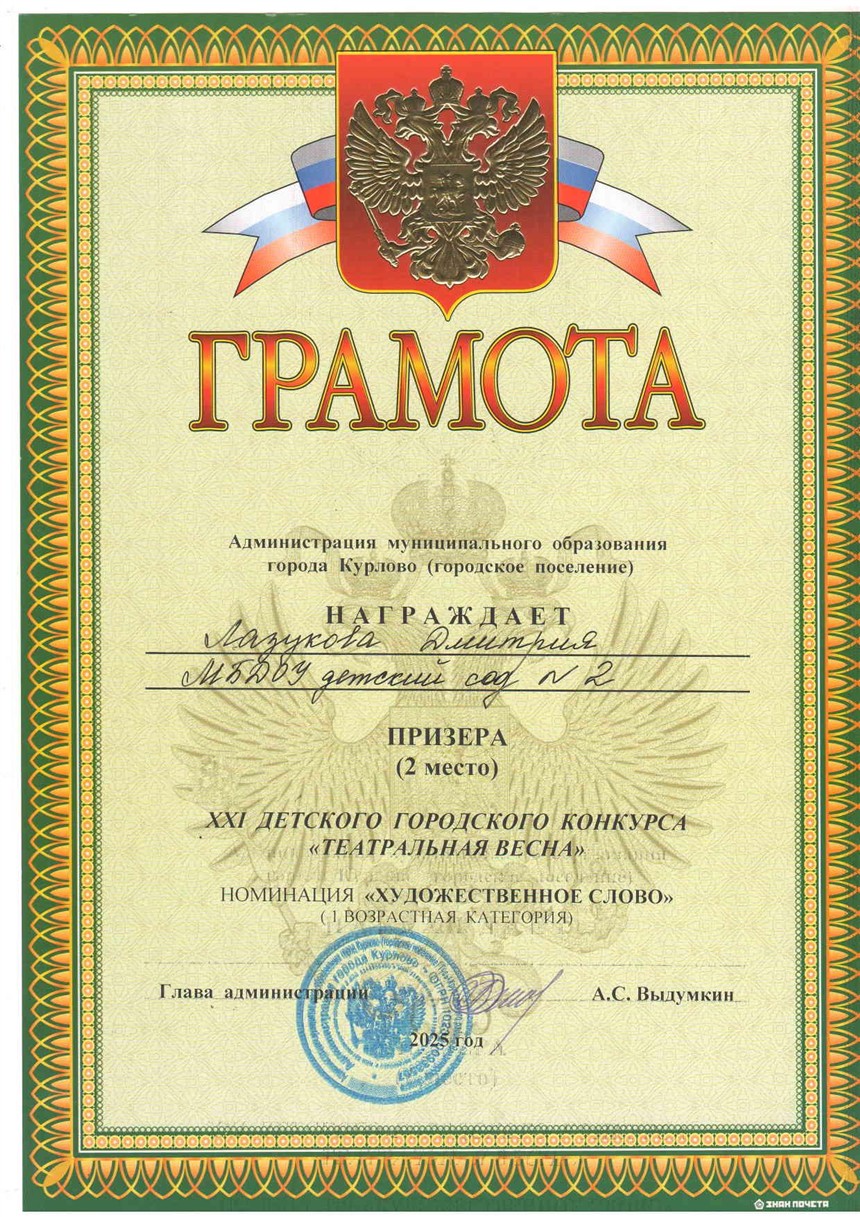 ГРАМОТА
Администрация муниципального образования
города Курлово (городское поселение)
НАГРАЖДАЕТ
Лазукова Дмитрия
МБДОУ детский сад № 2
ПРИЗЕРА
(2 место)
XXI ДЕТСКОГО ГОРОДСКОГО КОНКУРСА
«ТЕАТРАЛЬНАЯ ВЕСНА»
НОМИНАЦИЯ «ХУДОЖЕСТВЕННОЕ СЛОВО»
( 1 ВОЗРАСТНАЯ КАТЕГОРИЯ)
города Курлово
Глава администрации А.С. Выдумкин
2025 год
ЗНАК ПОЧЕТА